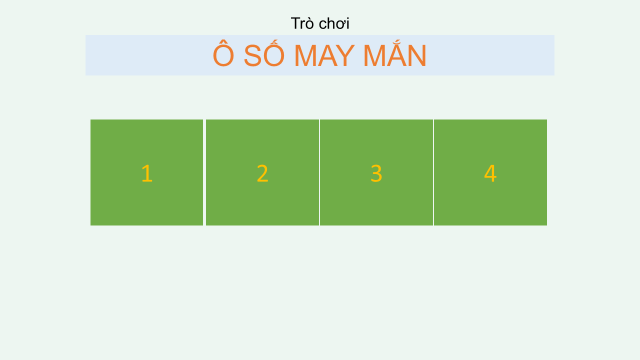 Trò chơi
Ô SỐ MAY MẮN
1 2 3 4